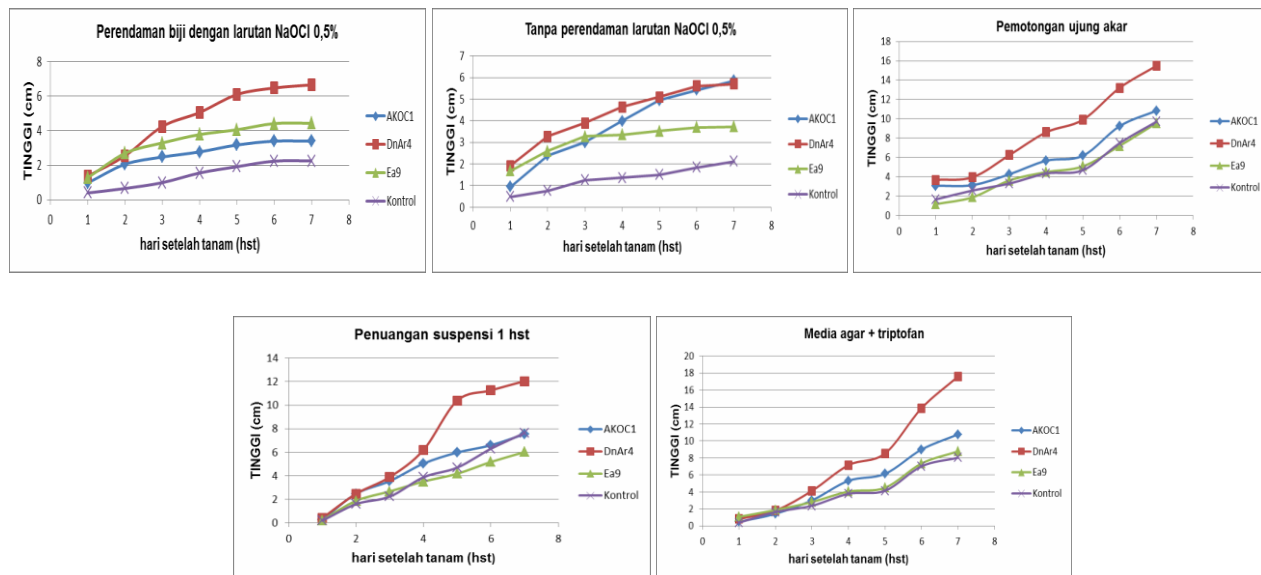 Perendaman biji dengan larutan NaOCl 0,5%
TINGGI (cm)
8
6
4
2
0
0 1 2 3 4 5 6 7 8
hari setelah tanam (hst)
AKOC1
DnAr4
Ea9
Kontrol
Tanpa perendaman larutan NaOCl 0,5%
TINGGI (cm)
7
6
5
4
3
2
1
0
0 1 2 3 4 5 6 7 8
hari setelah tanam (hst)
AKOC1
DnAr4
Ea9
Kontrol
Pemotongan ujung akar
TINGGI (cm)
18
16
14
12
10
8
6
4
2
0
0 1 2 3 4 5 6 7 8
hari setelah tanam (hst)
AKOC1
DnAr4
Ea9
Kontrol
Penuangan suspensi 1 hst
TINGGI (cm)
14
12
10
8
6
4
2
0
0 2 4 6 8
hari setelah tanam (hst)
AKOC1
DnAr4
Ea9
Kontrol
Media agar + triptofan
TINGGI (cm)
20
18
16
14
12
10
8
6
4
2
0
0 1 2 3 4 5 6 7 8
hari setelah tanam (hst)
AKOC1
DnAr4
Ea9
Kontrol